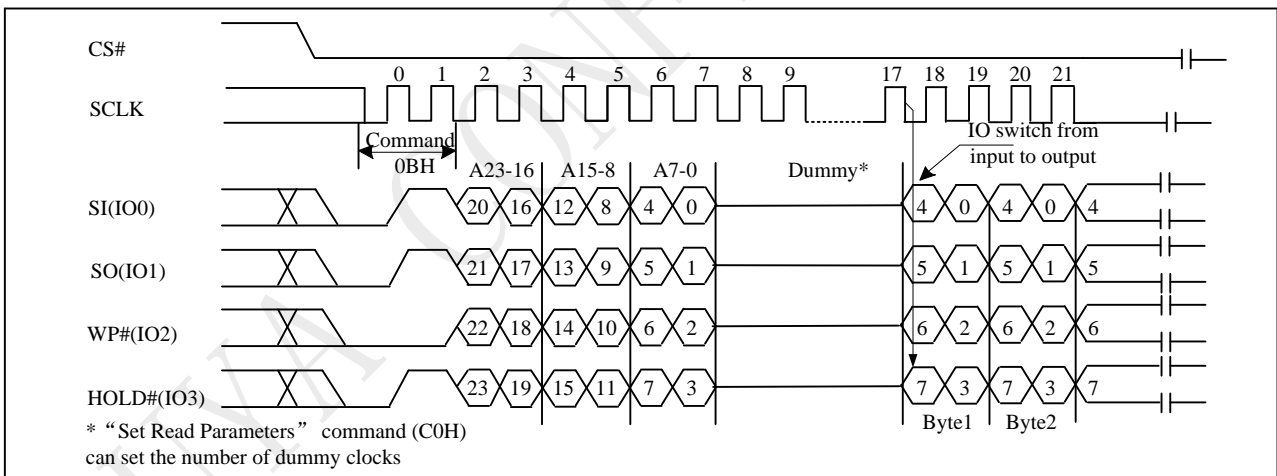 CS#
0 1 2 3 4 5 6 7 8 9 17 18 19 20 21
SCLK
Command
0BH
IO switch from
input to output
A23-16 A15-8 A7-0 Dummy*
SI(IO0) 20 16 12 8 4 0 4 0 4 0 4
SO(IO1) 21 17 13 9 5 1 5 1 5 1 5
WP#(IO2) 22 18 14 10 6 2 6 2 6 2 6
HOLD#(IO3) 23 19 15 11 7 3 7 3 7 3 7
Byte1 Byte2
* “Set Read Parameters” command (C0H)
can set the number of dummy clocks